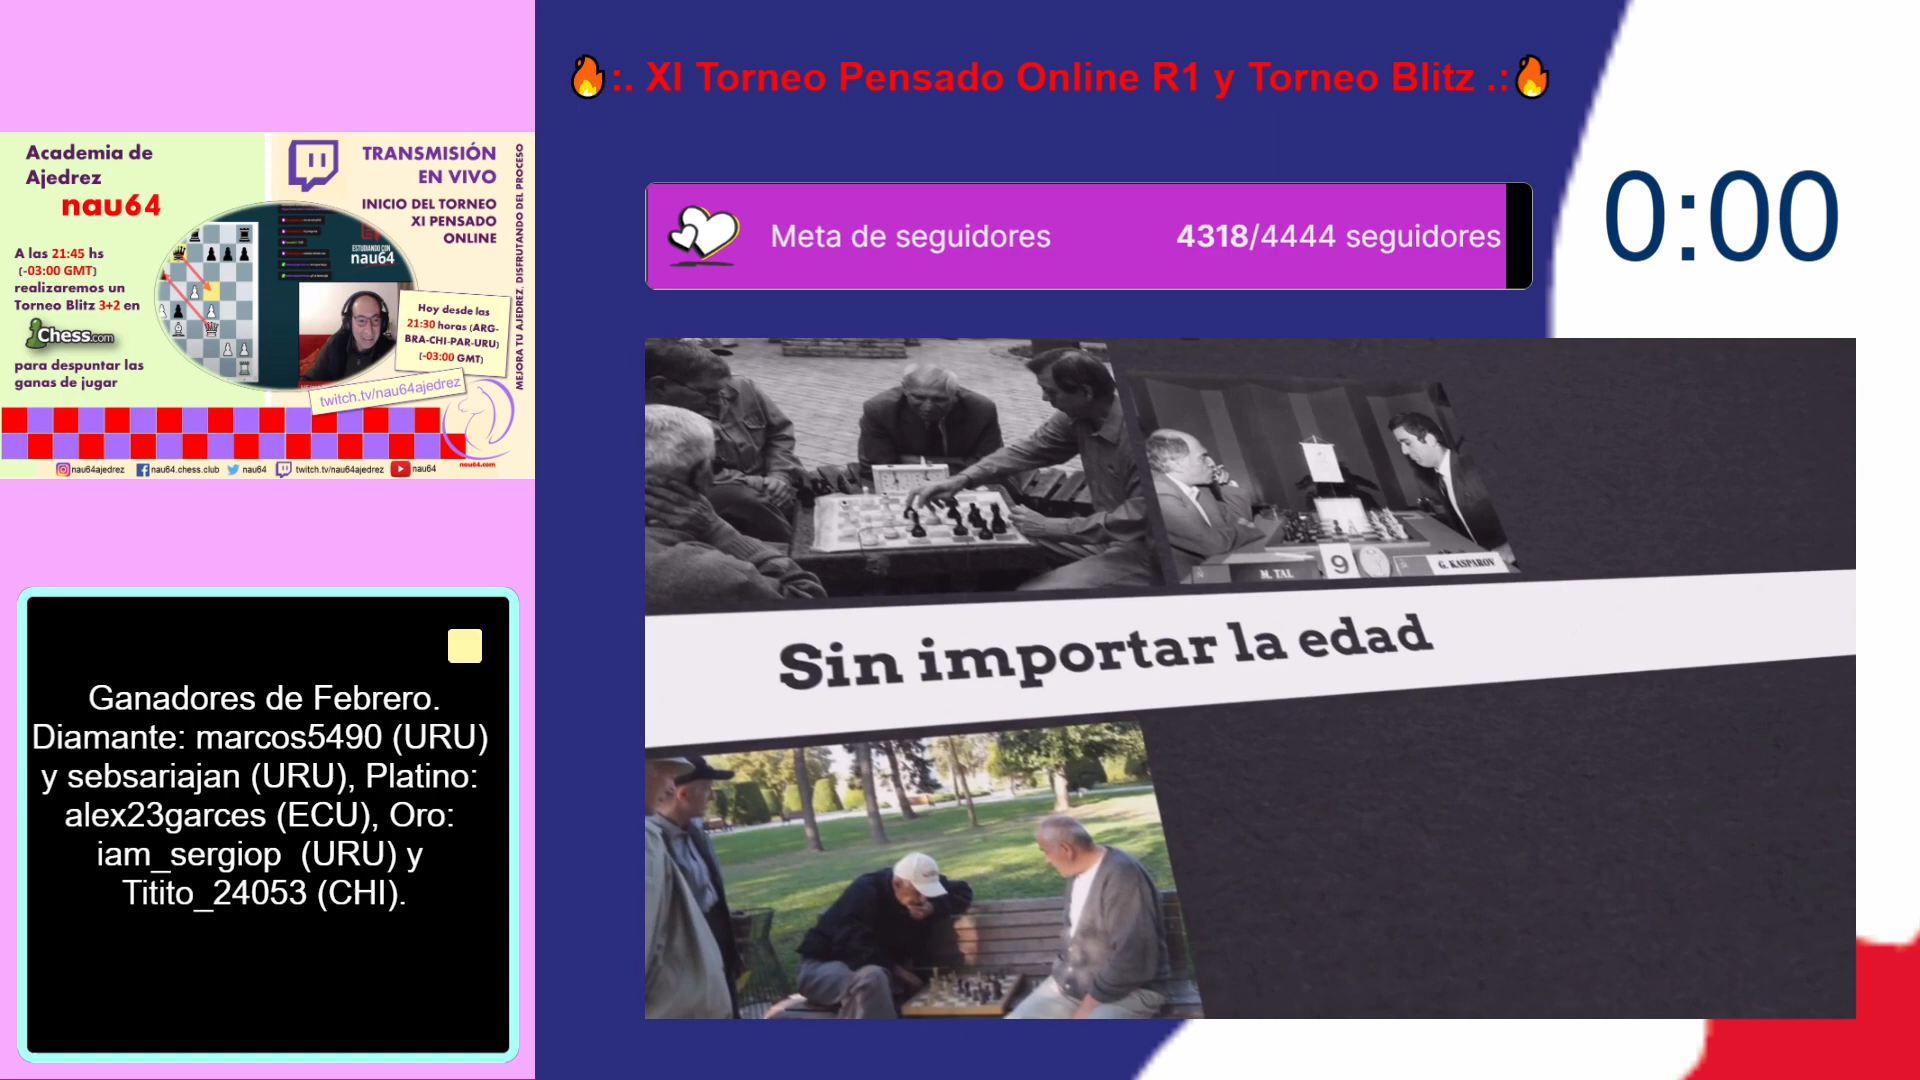 🔥:. XI Torneo Pensado Online R1 y Torneo Blitz .:🔥
Meta de seguidores
4318/4444 seguidores
0:00
Academia de
Ajedrez
nau64
A las 21:45 hs
(-03:00 GMT)
realizaremos un
Torneo Blitz 3+2 en
Chess.com
para despuntar las
ganas de jugar
TRANSMISIÓN
EN VIVO
INICIO DEL TORNEO
XI PENSADO
ONLINE
ESTUDIANDO CON
nau64
Hoy desde las
21:30 horas (ARG-
BRA-CHI-PAR-URU)
(-03:00 GMT)
twitch.tv/nau64ajedrez
MEJORA TU AJEDREZ, DISFRUTANDO DEL PROCESO
nau64.com
nau64ajedrez
nau64.chess.club
nau64
twitch.tv/nau64ajedrez
nau64
M. TAL
9
G. KASPAROV
Sin importar la edad
Ganadores de Febrero.
Diamante: marcos5490 (URU)
y sebsariajan (URU), Platino:
alex23garces (ECU), Oro:
iam_sergiop (URU) y
Titito_24053 (CHI).